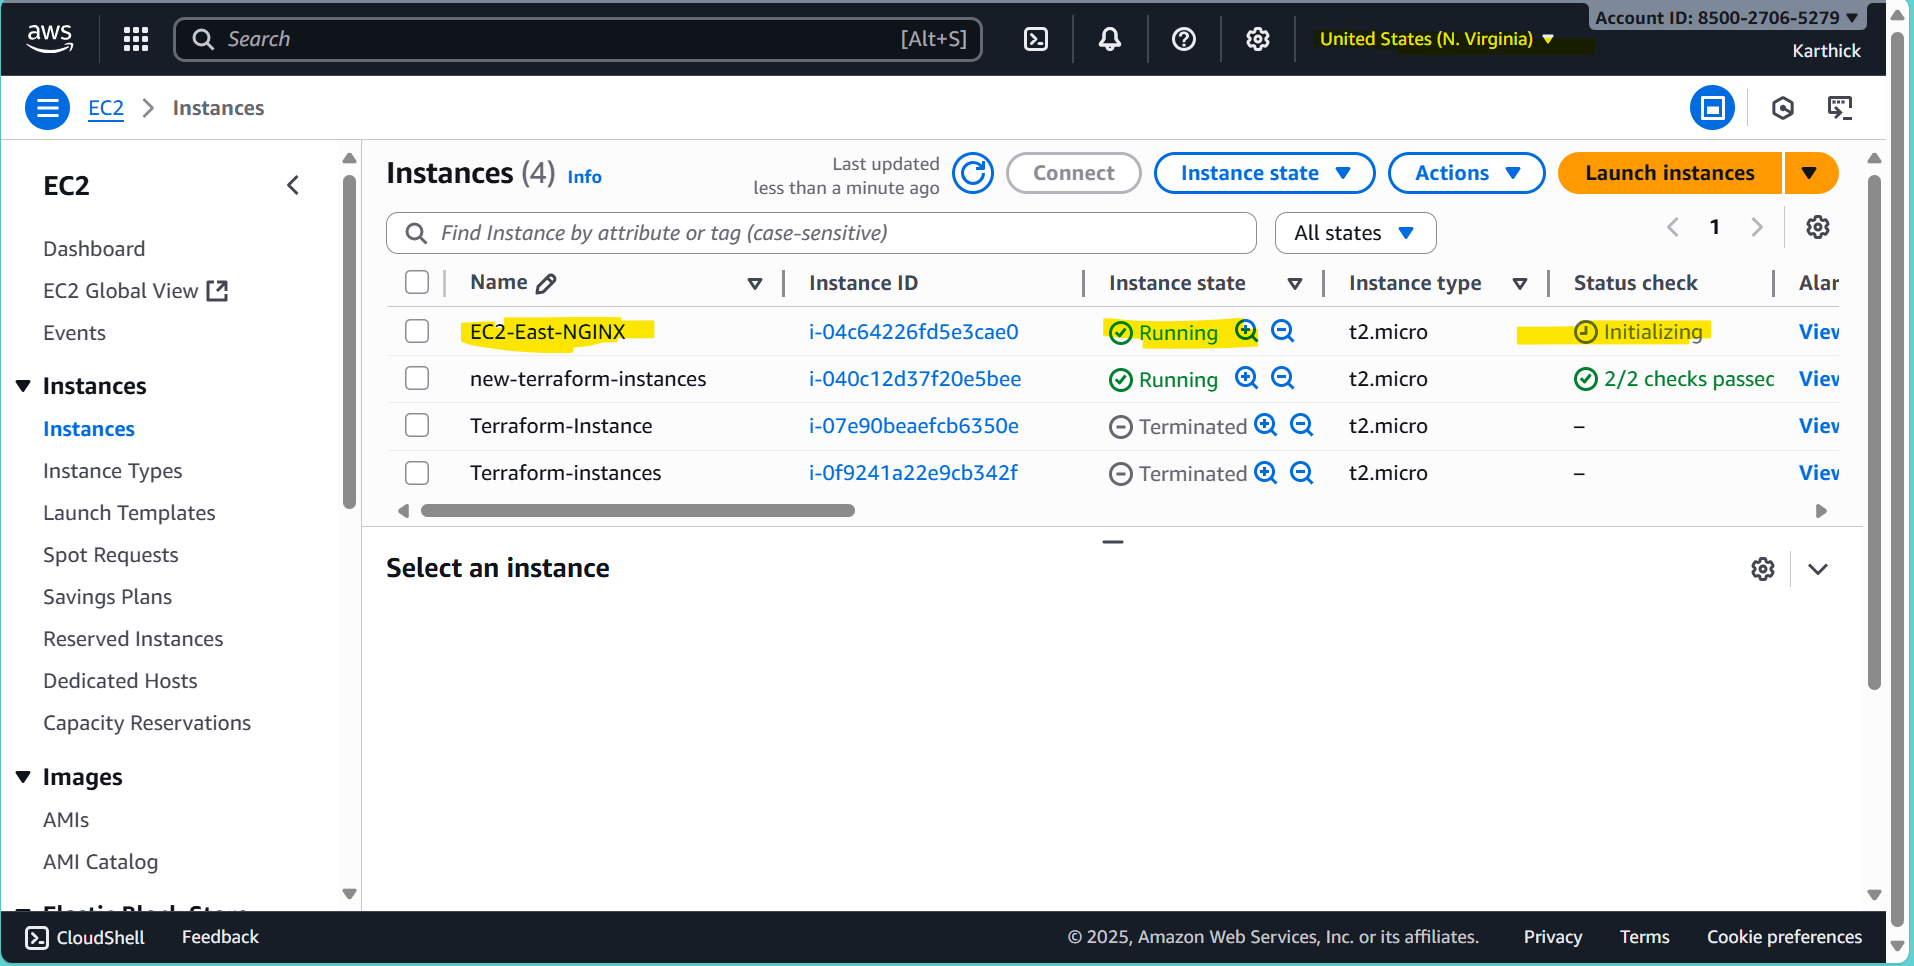 aws
Search [Alt+S]
United States (N. Virginia)
Account ID: 8500-2706-5279
Karthick
EC2 Instances
EC2
Dashboard
EC2 Global View
Events
Instances
Instances
Instance Types
Launch Templates
Spot Requests
Savings Plans
Reserved Instances
Dedicated Hosts
Capacity Reservations
Images
AMIs
AMI Catalog
Elastic Block Store
Instances (4) Info
Last updated
less than a minute ago
Connect
Instance state
Actions
Launch instances
Find Instance by attribute or tag (case-sensitive)
All states
1
Name Instance ID Instance state Instance type Status check Alar
EC2-East-NGINX i-04c64226fd5e3cae0 Running t2.micro Initializing View
new-terraform-instances i-040c12d37f20e5bee Running t2.micro 2/2 checks passed View
Terraform-Instance i-07e90beaefcb6350e Terminated t2.micro – View
Terraform-instances i-0f9241a22e9cb342f Terminated t2.micro – View
Select an instance
CloudShell Feedback © 2025, Amazon Web Services, Inc. or its affiliates. Privacy Terms Cookie preferences